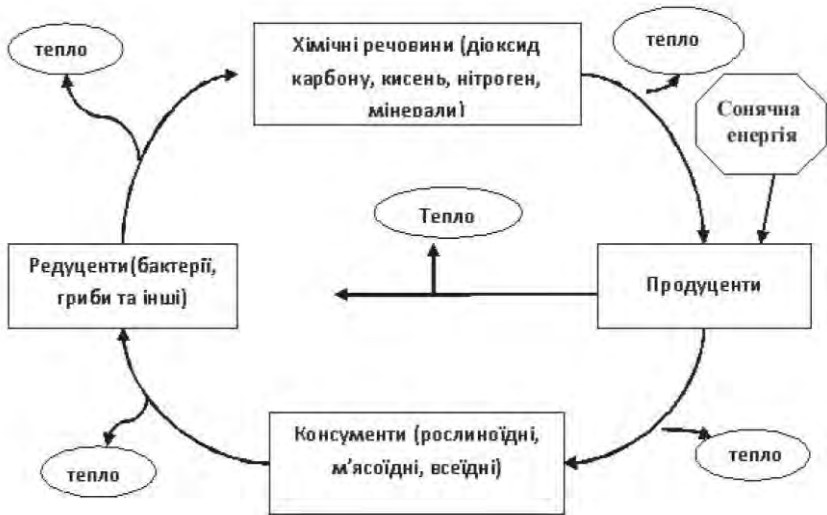 тепло
Хімічні речовини (діоксид
карбону, кисень, нітроген,
мінерали)
тепло
Сонячна
енергія
Тепло
Редуценти(бактерії,
гриби та інші)
Продуценти
Консументи (рослиноїдні,
м'ясоїдні, всеїдні)
тепло
тепло